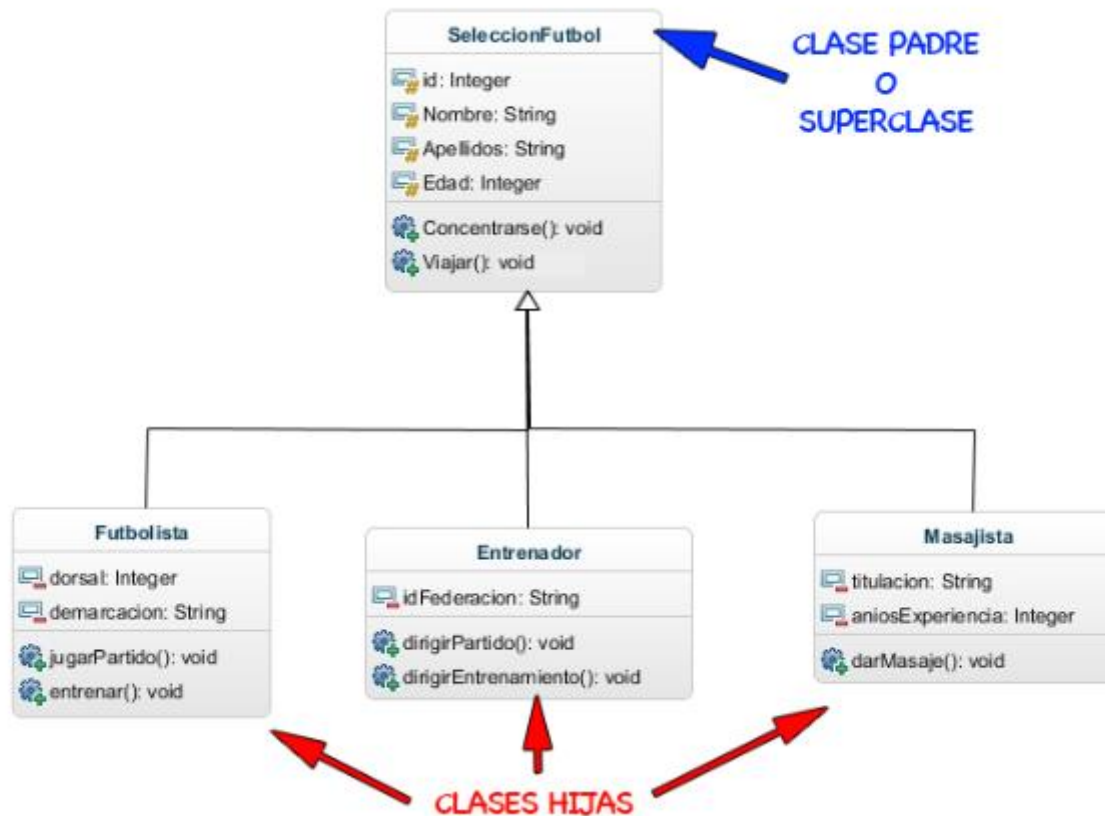 SeleccionFutbol
CLASE PADRE
O
SUPERCLASE
id: Integer
Nombre: String
Apellidos: String
Edad: Integer
Concentrarse(): void
Viajar(): void
Futbolista
dorsal: Integer
demarcacion: String
jugarPartido(): void
entrenar(): void
Entrenador
idFederacion: String
dirigirPartido(): void
dirigirEntrenamiento(): void
Masajista
titulacion: String
aniosExperiencia: Integer
darMasaje(): void
CLASES HIJAS